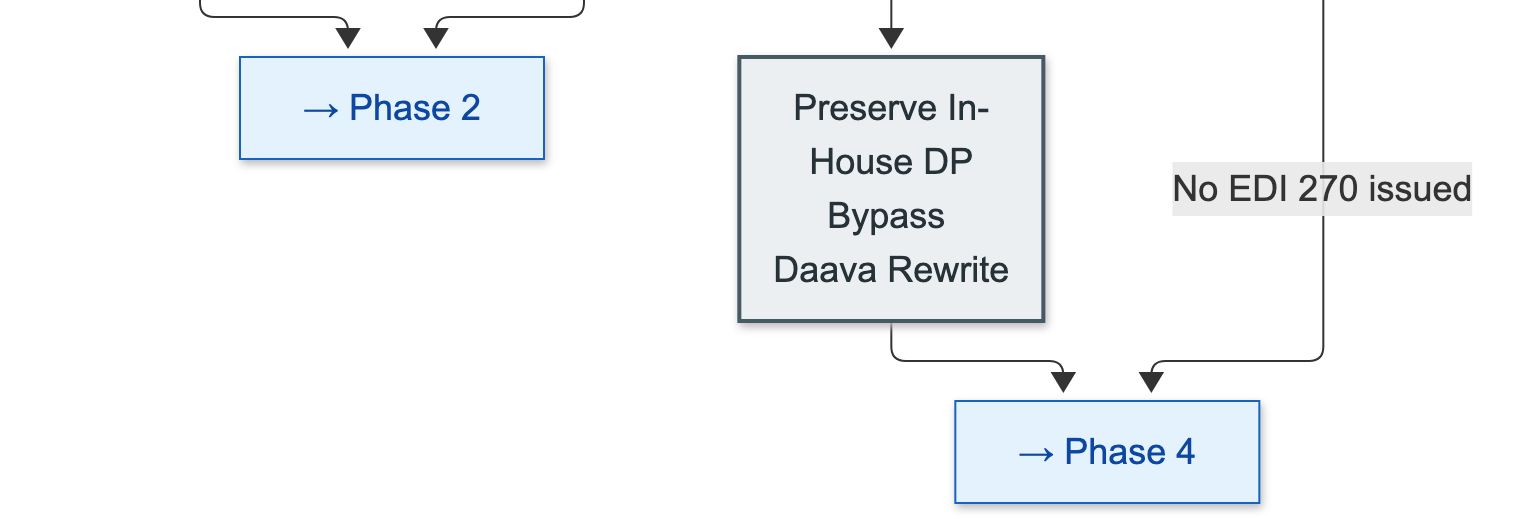 → Phase 2
Preserve In-
House DP
Bypass
Daava Rewrite
No EDI 270 issued
→ Phase 4